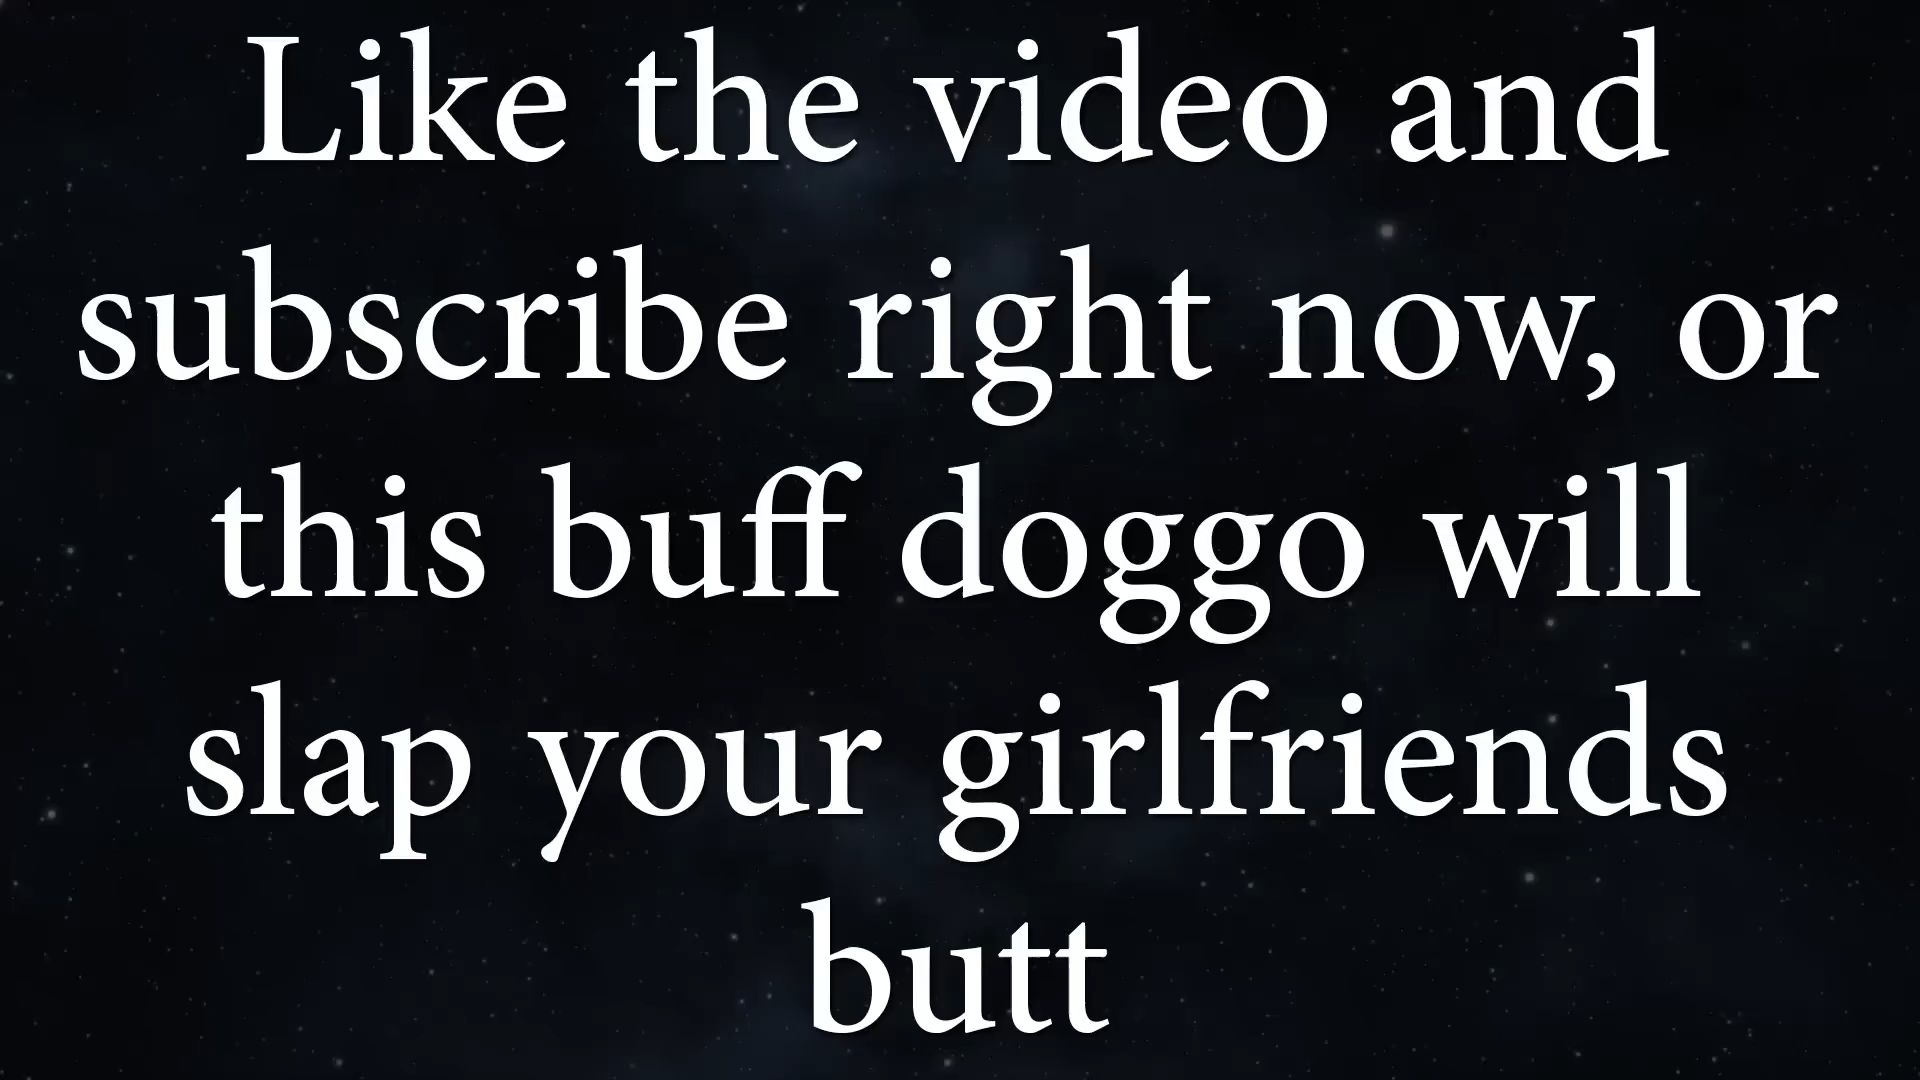 Like the video and
subscribe right now, or
this buff doggo will
slap your girlfriends
butt